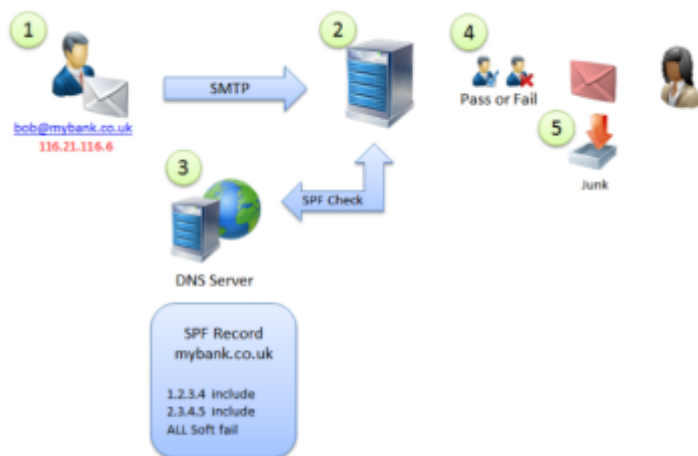 1
2
4
SMTP
Pass or Fail
bob@mybank.co.uk
116.21.116.6
5
3
Junk
SPF Check
DNS Server
SPF Record
mybank.co.uk
1.2.3.4 include
2.3.4.5 include
ALL Soft fail